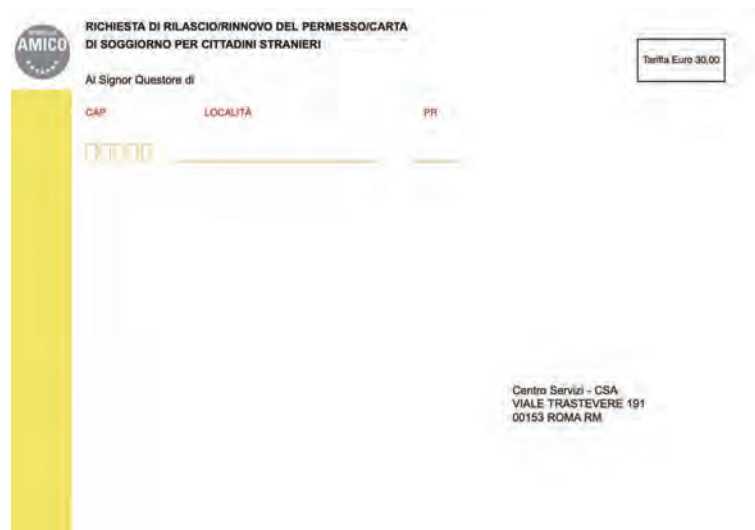 AMICO
RICHIESTA DI RILASCIO/RINNOVO DEL PERMESSO/CARTA
DI SOGGIORNO PER CITTADINI STRANIERI
Tariffa Euro 30,00
Al Signor Questore di
CAP LOCALITÀ PR
Centro Servizi - CSA
VIALE TRASTEVERE 191
00153 ROMA RM